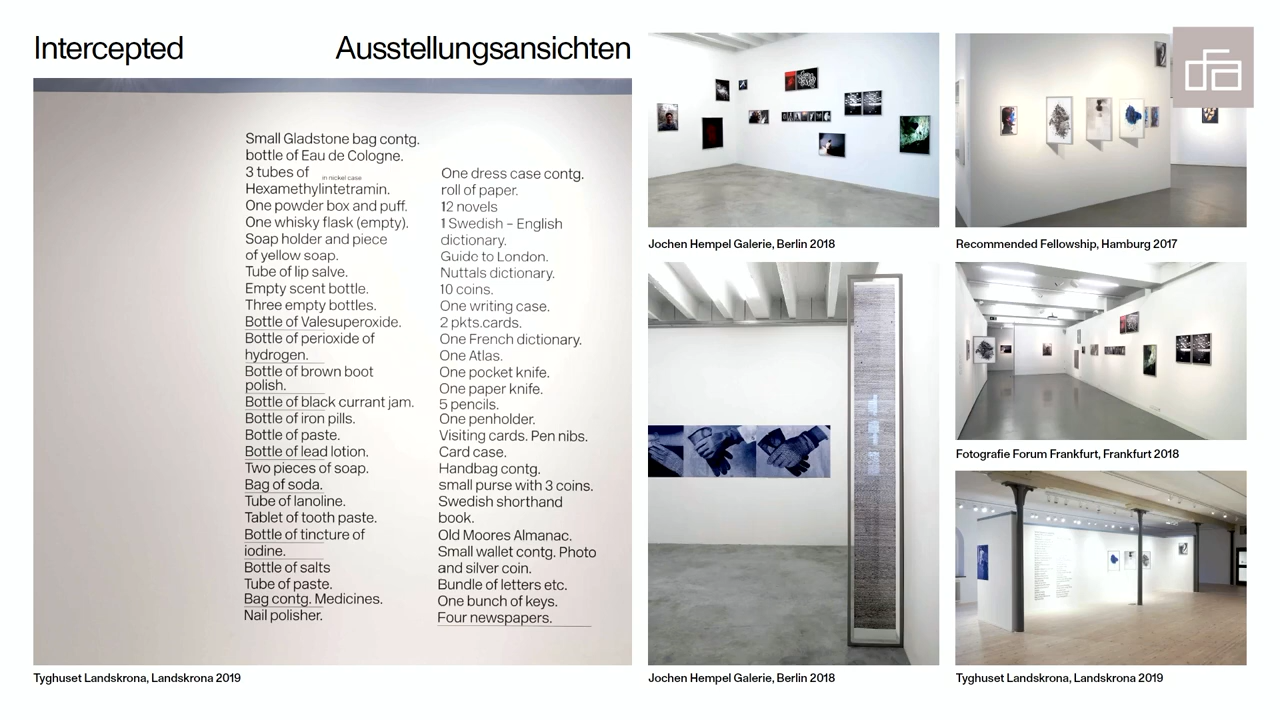 Intercepted
Ausstellungsansichten
Small Gladstone bag contg.
bottle of Eau de Cologne.
3 tubes of
in nickel case
Hexamethylintetramin.
One powder box and puff.
One whisky flask (empty).
Soap holder and piece
of yellow soap.
Tube of lip salve.
Empty scent bottle.
Three empty bottles.
Bottle of Valesuperoxide.
Bottle of perioxide of
hydrogen.
Bottle of brown boot
polish.
Bottle of black currant jam.
Bottle of iron pills.
Bottle of paste.
Bottle of lead lotion.
Two pieces of soap.
Bag of soda.
Tube of lanoline.
Tablet of tooth paste.
Bottle of tincture of
iodine.
Bottle of salts
Tube of paste.
Bag contg. Medicines.
Nail polisher.
One dress case contg.
roll of paper.
12 novels
1 Swedish – English
dictionary.
Guide to London.
Nuttals dictionary.
10 coins.
One writing case.
2 pkts.cards.
One French dictionary.
One Atlas.
One pocket knife.
One paper knife.
5 pencils.
One penholder.
Visiting cards. Pen nibs.
Card case.
Handbag contg.
small purse with 3 coins.
Swedish shorthand
book.
Old Moores Almanac.
Small wallet contg. Photo
and silver coin.
Bundle of letters etc.
One bunch of keys.
Four newspapers.
Tyghuset Landskrona, Landskrona 2019
Jochen Hempel Galerie, Berlin 2018
Jochen Hempel Galerie, Berlin 2018
dfa
Recommended Fellowship, Hamburg 2017
Fotografie Forum Frankfurt, Frankfurt 2018
Tyghuset Landskrona, Landskrona 2019